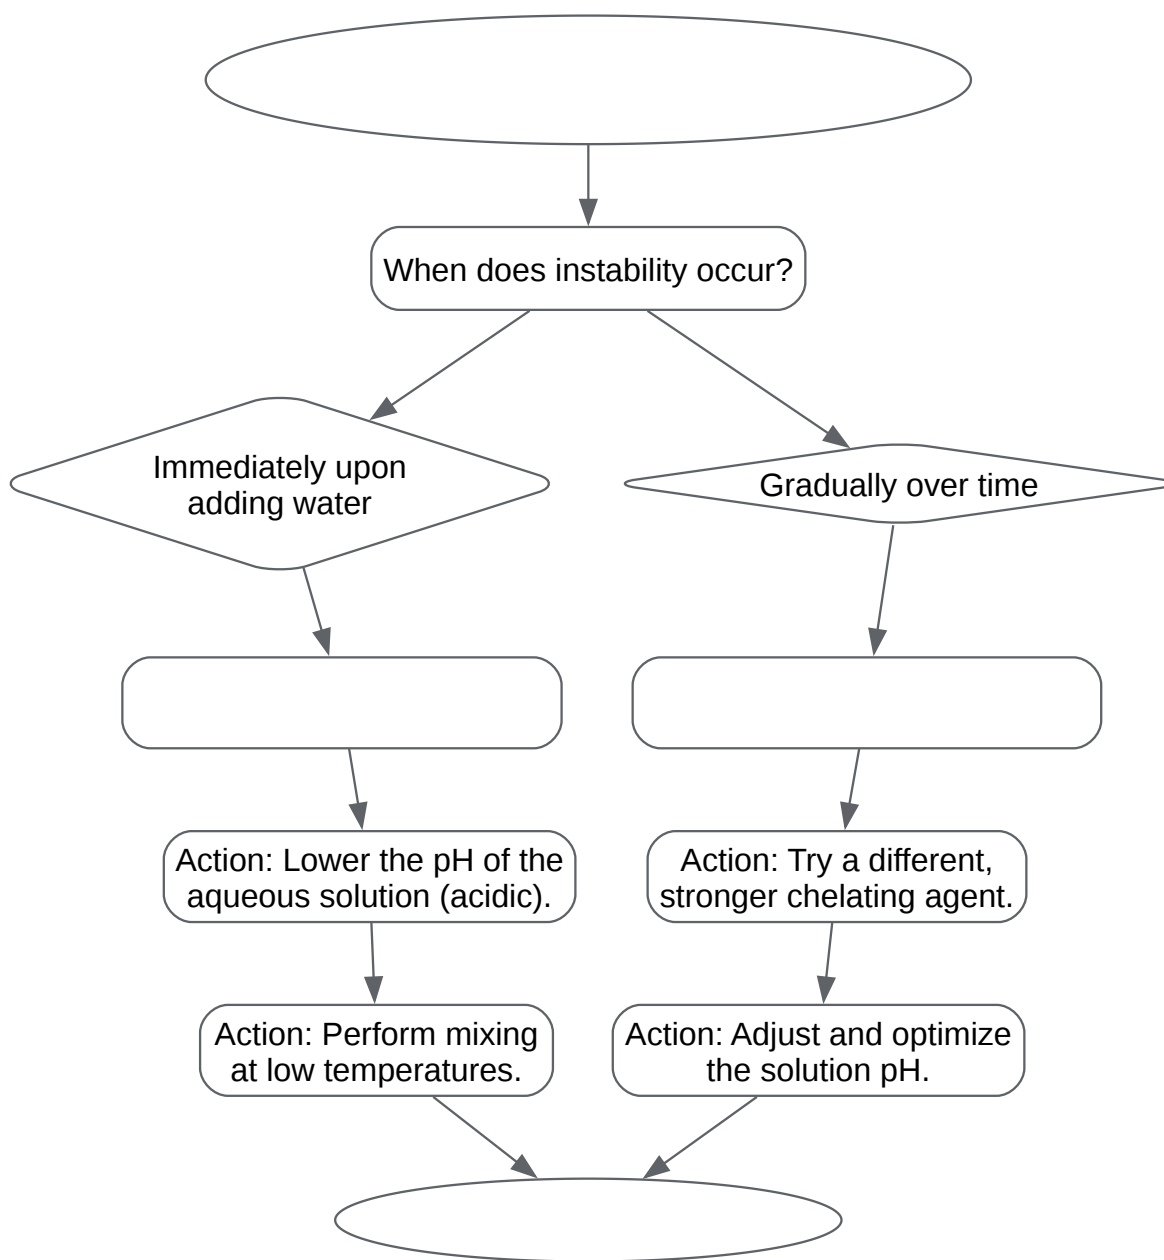 When does instability occur?
Immediately upon
adding water
Gradually over time
Action: Lower the pH of the
aqueous solution (acidic).
Action: Try a different,
stronger chelating agent.
Action: Perform mixing
at low temperatures.
Action: Adjust and optimize
the solution pH.